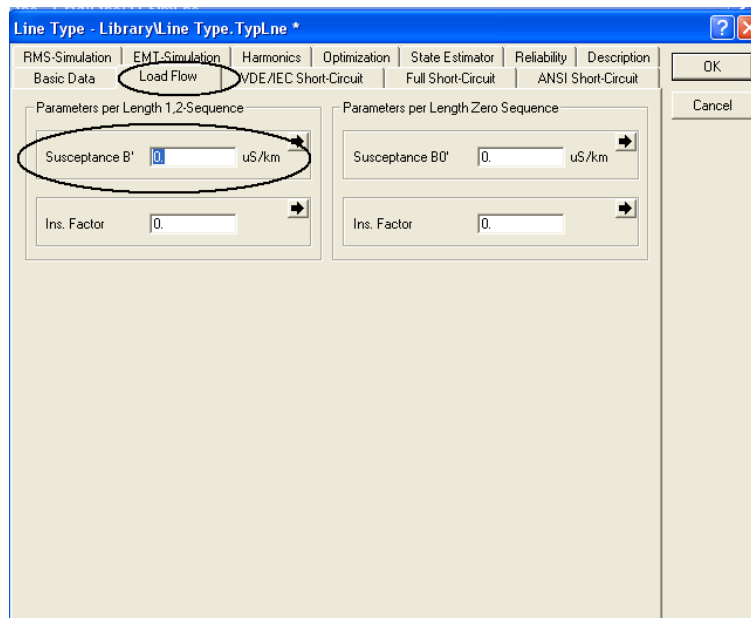 Line Type - Library\Line Type.TypLne *
RMS-Simulation EMT-Simulation Harmonics Optimization State Estimator Reliability Description
Basic Data Load Flow VDE/IEC Short-Circuit Full Short-Circuit ANSI Short-Circuit
OK
Cancel
Parameters per Length 1,2-Sequence
Susceptance B' 0. uS/km
Ins. Factor 0.
Parameters per Length Zero Sequence
Susceptance B0' 0. uS/km
Ins. Factor 0.